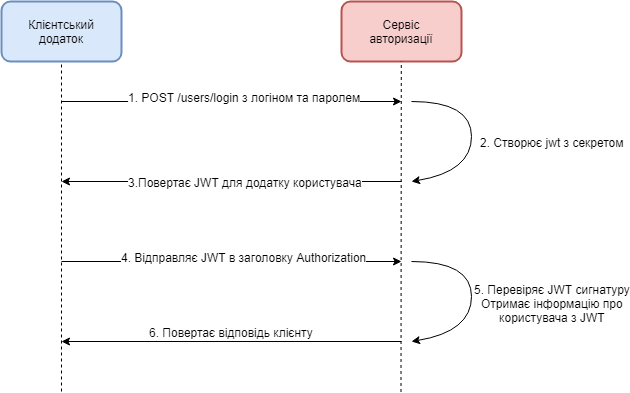 Клієнтський
додаток
Сервіс
авторизації
1. POST /users/login з логіном та паролем
2. Створює jwt з секретом
3.Повертає JWT для додатку користувача
4. Відправляє JWT в заголовку Authorization
5. Перевіряє JWT сигнатуру
Отримає інформацію про
користувача з JWT
6. Повертає відповідь клієнту